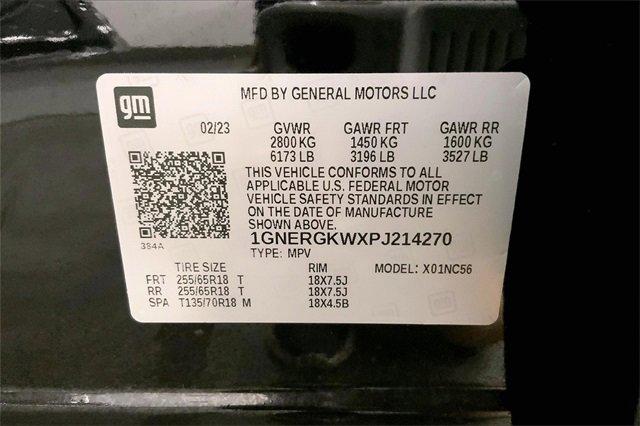 gm
MFD BY GENERAL MOTORS LLC
02/23 GVWR GAWR FRT GAWR RR
2800 KG 1450 KG 1600 KG
6173 LB 3196 LB 3527 LB
THIS VEHICLE CONFORMS TO ALL
APPLICABLE U.S. FEDERAL MOTOR
VEHICLE SAFETY STANDARDS IN EFFECT
ON THE DATE OF MANUFACTURE
SHOWN ABOVE.
384A
1GNERGKWXPJ214270
TYPE: MPV
TIRE SIZE RIM MODEL: X01NC56
FRT 255/65R18 T 18X7.5J
RR 255/65R18 T 18X7.5J
SPA T135/70R18 M 18X4.5B